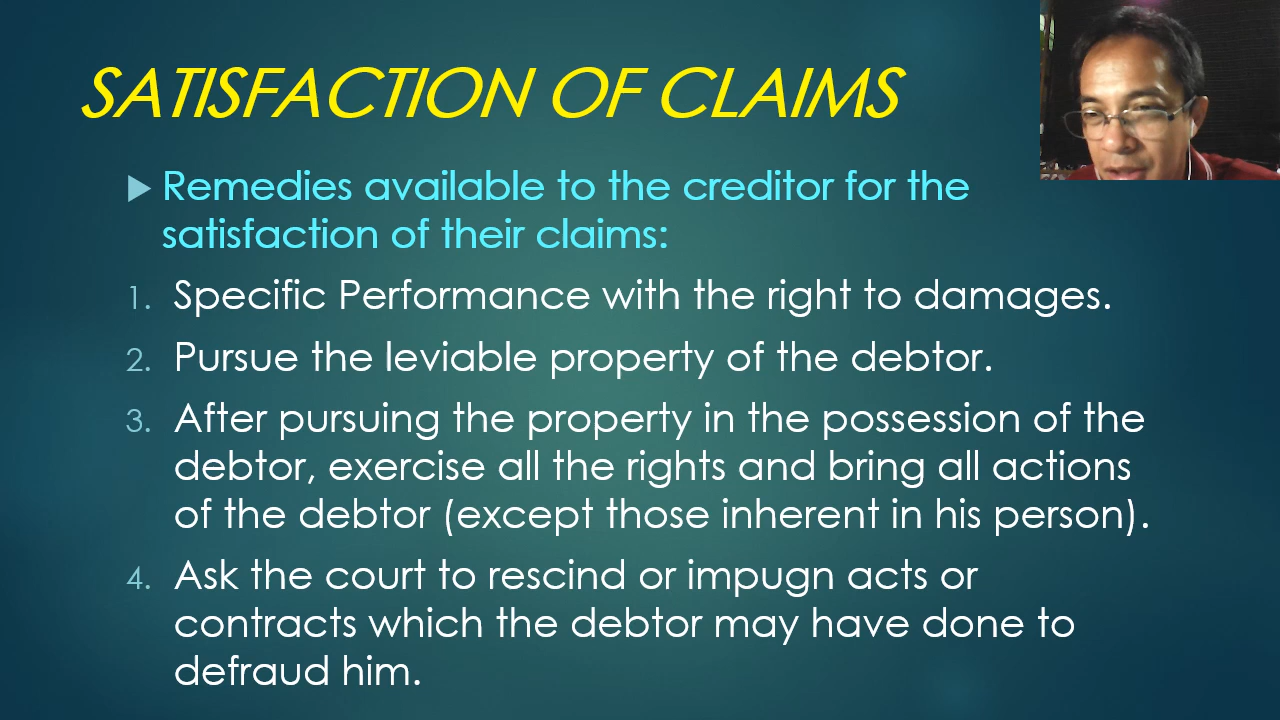 SATISFACTION OF CLAIMS
Remedies available to the creditor for the
satisfaction of their claims:
1. Specific Performance with the right to damages.
2. Pursue the leviable property of the debtor.
3. After pursuing the property in the possession of the
debtor, exercise all the rights and bring all actions
of the debtor (except those inherent in his person).
4. Ask the court to rescind or impugn acts or
contracts which the debtor may have done to
defraud him.